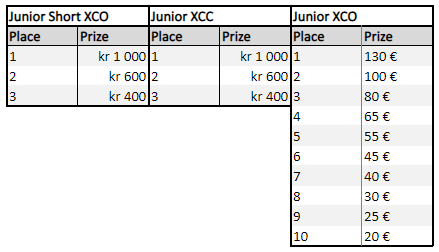 Junior Short XCO Junior XCC Junior XCO
Place Prize Place Prize Place Prize
1 kr 1 000 1 kr 1 000 1 130 €
2 kr 600 2 kr 600 2 100 €
3 kr 400 3 kr 400 3 80 €
4 65 €
5 55 €
6 45 €
7 40 €
8 30 €
9 25 €
10 20 €